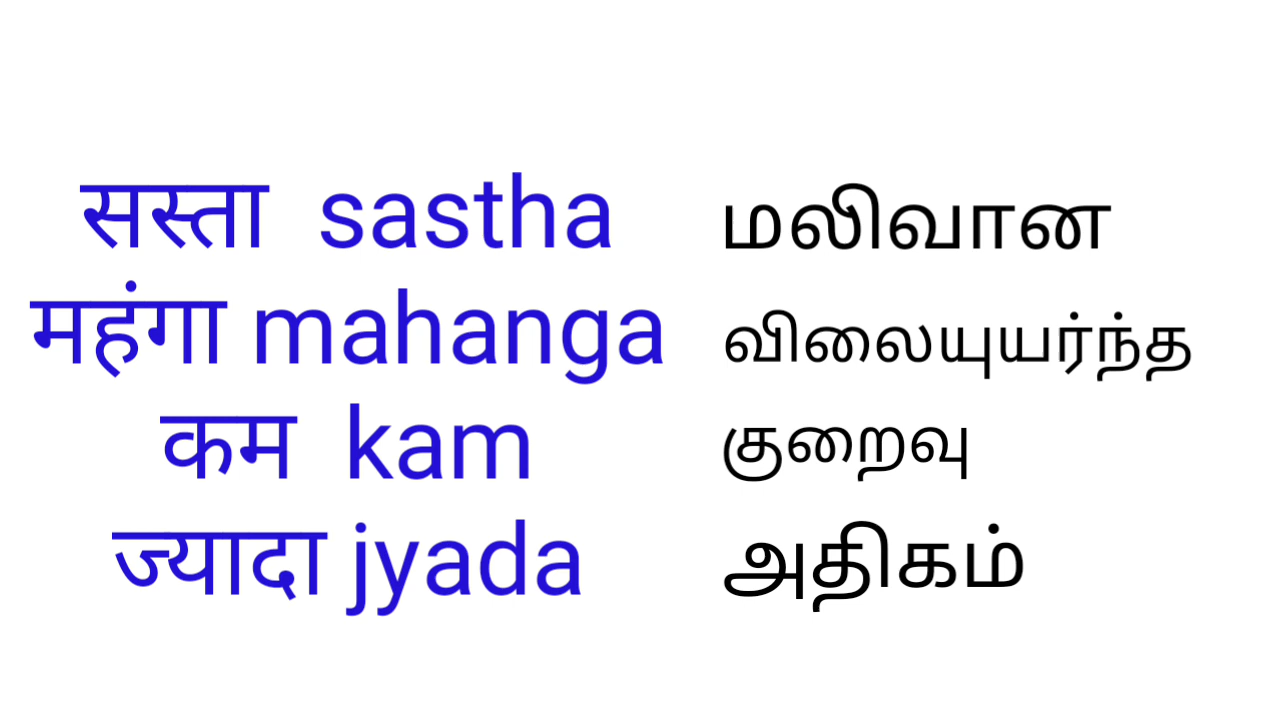 सस्ता sastha மலிவான
महंगा mahanga விலையுயர்ந்த
कम kam குறைவு
ज्यादा jyada அதிகம்